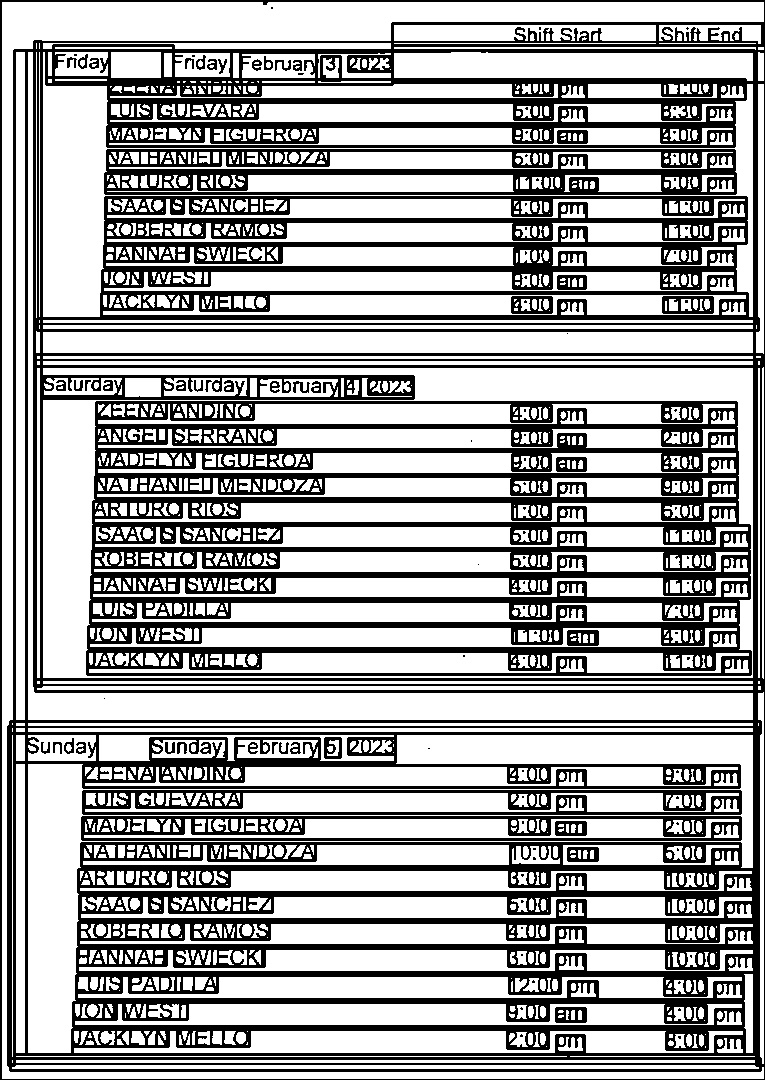 Shift Start Shift End
Friday Friday, February 3, 2023
ZEENA ANDINO 4:00 pm 11:00 pm
LUIS GUEVARA 5:00 pm 8:30 pm
MADELYN FIGUEROA 9:00 am 4:00 pm
NATHANIEL MENDOZA 5:00 pm 8:00 pm
ARTURO RIOS 11:00 am 5:00 pm
ISAAC S SANCHEZ 4:00 pm 11:00 pm
ROBERTO RAMOS 5:00 pm 11:00 pm
HANNAH SWIECKI 1:00 pm 7:00 pm
JON WEST 9:00 am 4:00 pm
JACKLYN MELLO 4:00 pm 11:00 pm
Saturday Saturday, February 4, 2023
ZEENA ANDINO 4:00 pm 8:00 pm
ANGEL SERRANO 9:00 am 2:00 pm
MADELYN FIGUEROA 9:00 am 4:00 pm
NATHANIEL MENDOZA 5:00 pm 9:00 pm
ARTURO RIOS 1:00 pm 5:00 pm
ISAAC S SANCHEZ 5:00 pm 11:00 pm
ROBERTO RAMOS 5:00 pm 11:00 pm
HANNAH SWIECKI 4:00 pm 11:00 pm
LUIS PADILLA 5:00 pm 7:00 pm
JON WEST 11:00 am 4:00 pm
JACKLYN MELLO 4:00 pm 11:00 pm
Sunday Sunday, February 5, 2023
ZEENA ANDINO 4:00 pm 9:00 pm
LUIS GUEVARA 2:00 pm 7:00 pm
MADELYN FIGUEROA 9:00 am 2:00 pm
NATHANIEL MENDOZA 10:00 am 5:00 pm
ARTURO RIOS 3:00 pm 10:00 pm
ISAAC S SANCHEZ 5:00 pm 10:00 pm
ROBERTO RAMOS 4:00 pm 10:00 pm
HANNAH SWIECKI 3:00 pm 10:00 pm
LUIS PADILLA 12:00 pm 4:00 pm
JON WEST 9:00 am 4:00 pm
JACKLYN MELLO 2:00 pm 8:00 pm